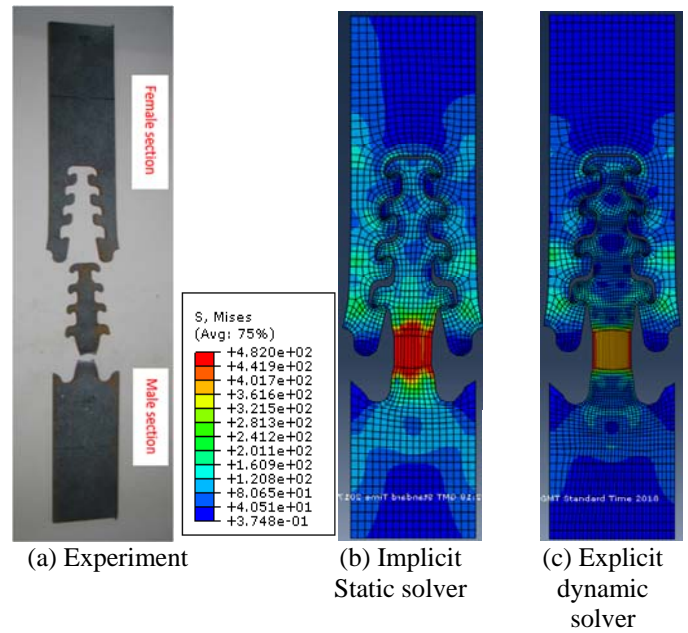 Female section
Male section
S, Mises
(Avg: 75%)
+4.820e+02
+4.419e+02
+4.017e+02
+3.616e+02
+3.215e+02
+2.813e+02
+2.412e+02
+2.011e+02
+1.609e+02
+1.208e+02
+8.065e+01
+4.051e+01
+3.748e-01
GMT Standard Time 2018
(a) Experiment
(b) Implicit
Static solver
(c) Explicit
dynamic
solver